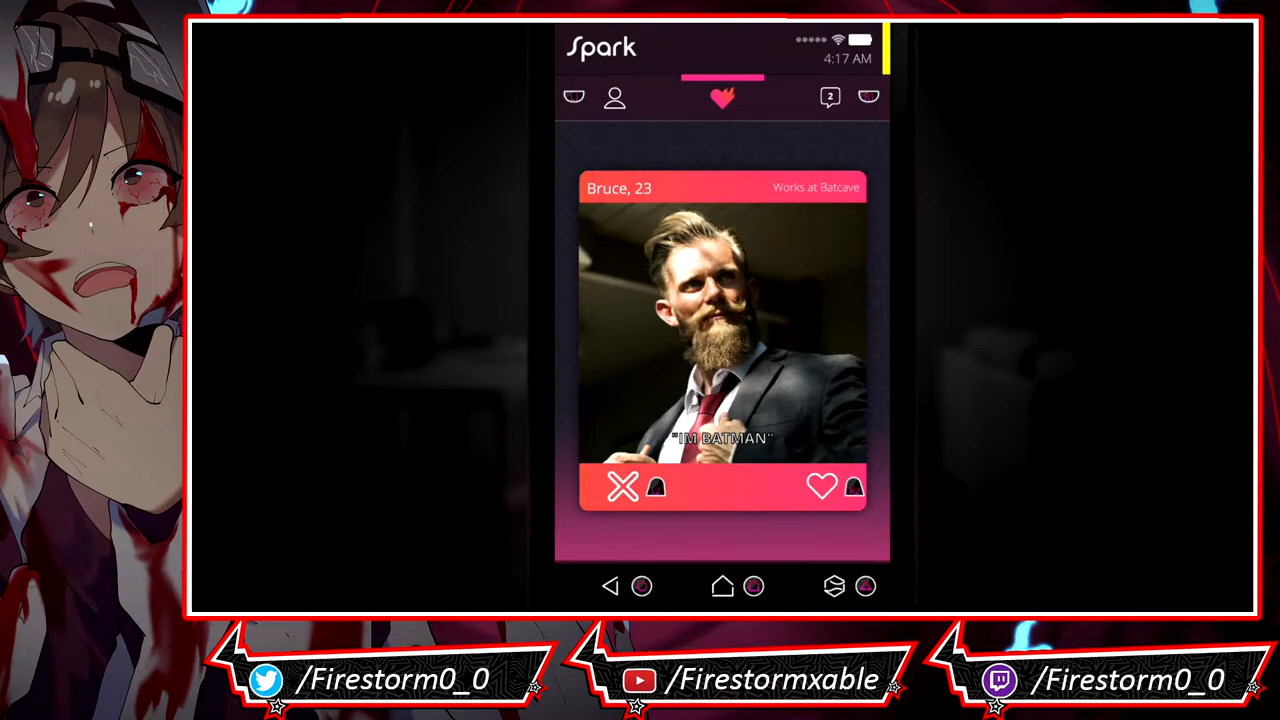 Spark
4:17 AM
2
Bruce, 23
Works at Batcave
"IM BATMAN"
/Firestorm0_0
/Firestormxable
/Firestorm0_0